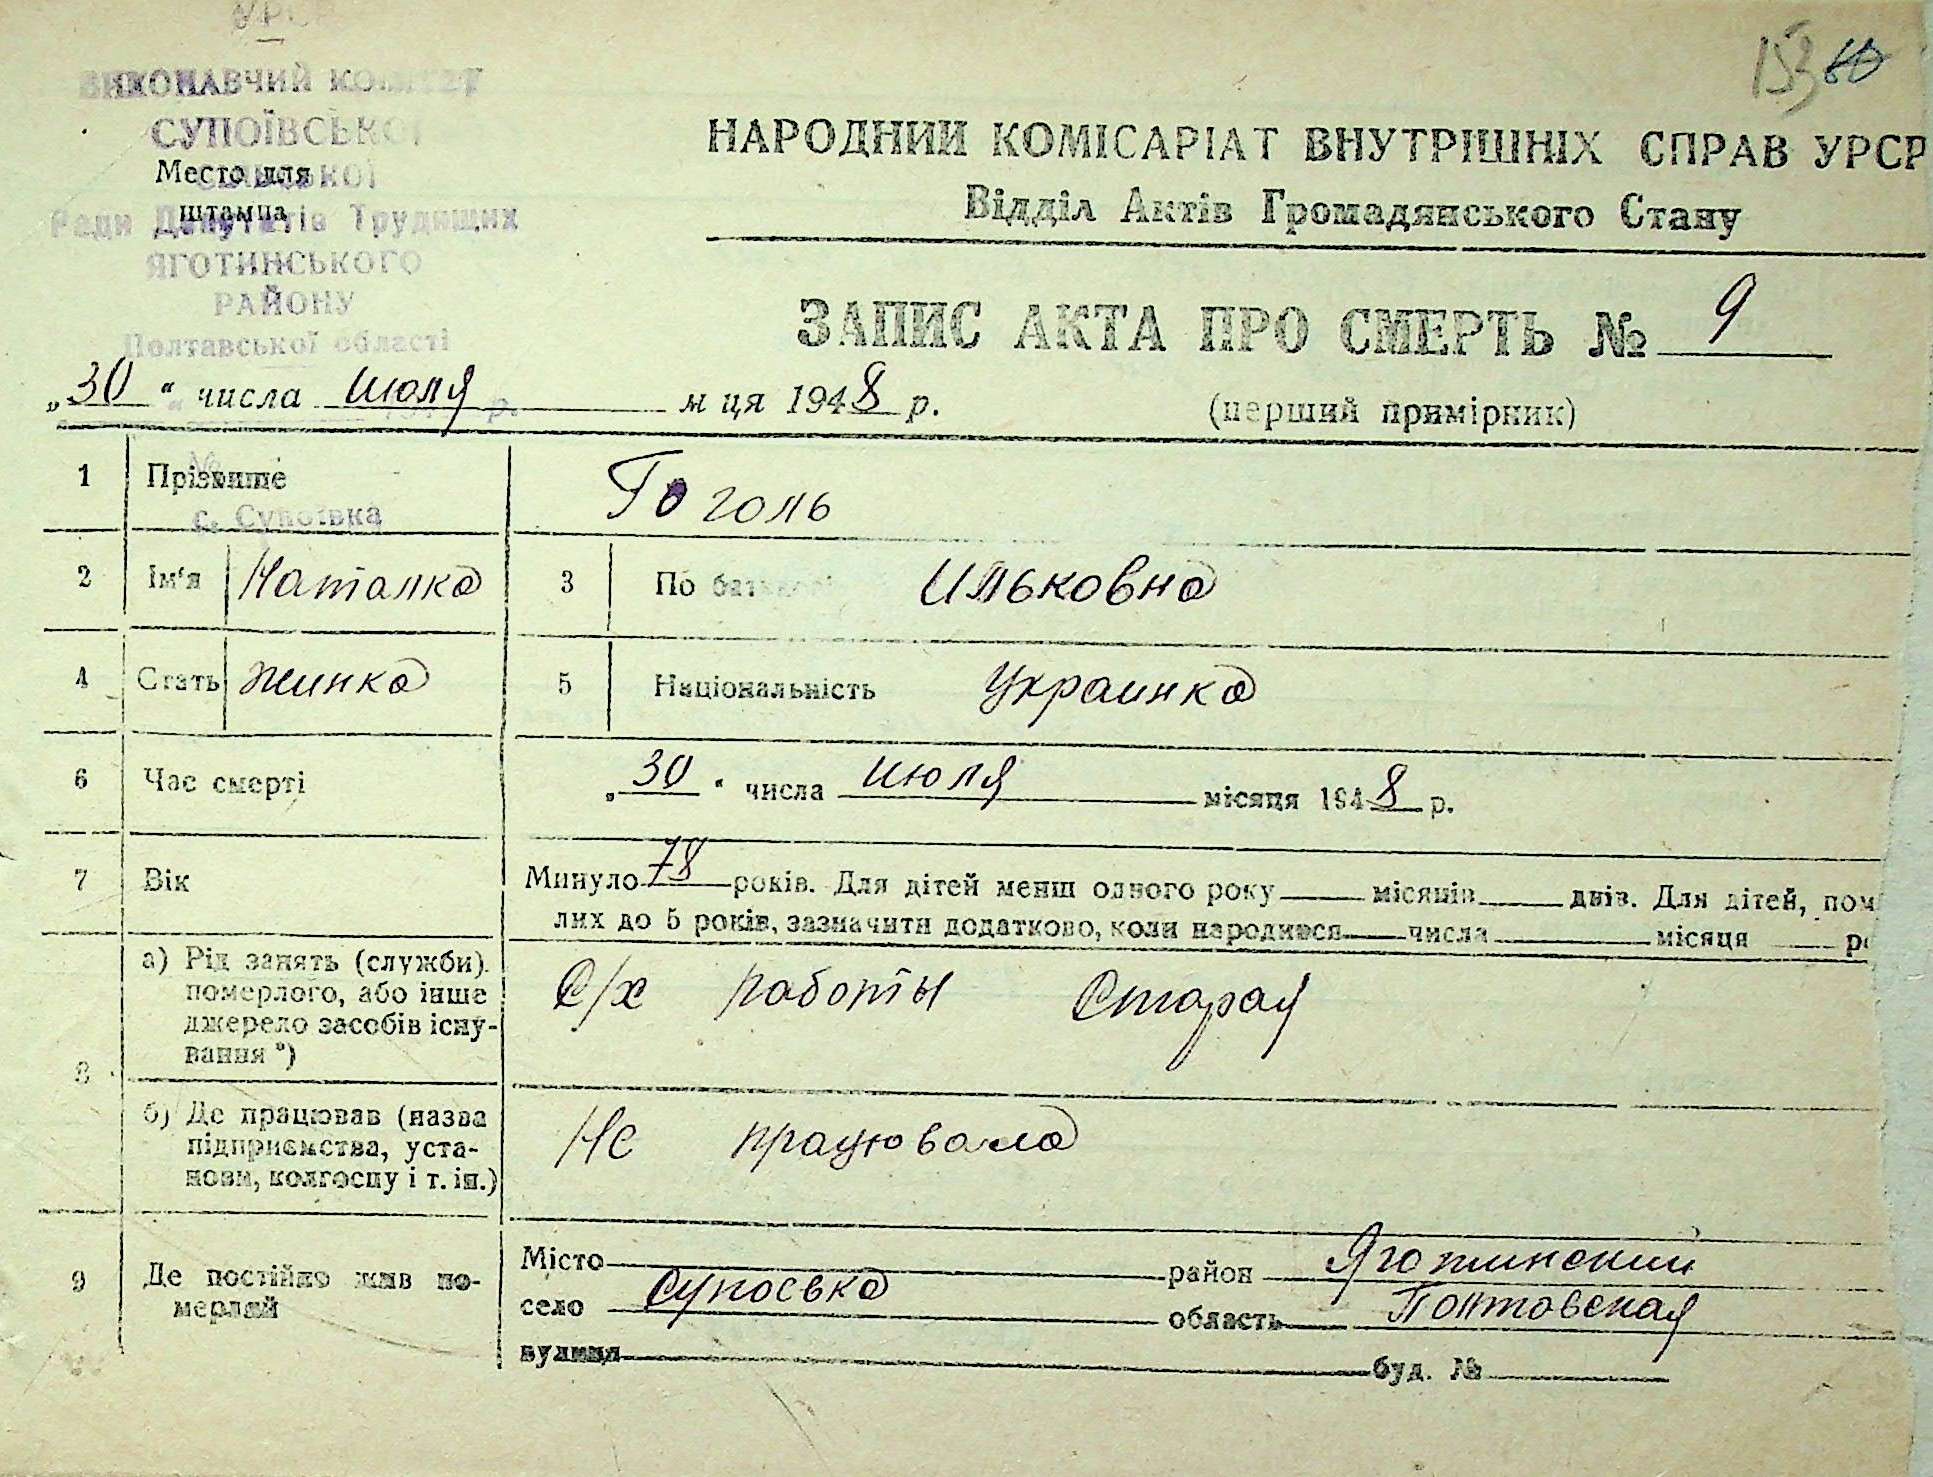 УРСР
ВИКОНАВЧИЙ КОМІТЕТ
СУПОЇВСЬКОЇ
СІЛЬСЬКОЇ
Ради Депутатів Трудящих
ЯГОТИНСЬКОГО
РАЙОНУ
Полтавської області
Место для
штампа
153 60
НАРОДНИЙ КОМІСАРІАТ ВНУТРІШНІХ СПРАВ УРСР
Відділ Актів Громадянського Стану
ЗАПИС АКТА ПРО СМЕРТЬ № 9
„30“ числа июля м ця 1948 р.
(перший примірник)
1 Прізвище Гоголь
с. Супоївка
2 Ім'я Наталка 3 По батькові Ильковна
4 Стать жинка 5 Національність Украинка
6 Час смерті „30“ числа июля місяця 1948 р.
7 Вік Минуло 78 років. Для дітей менш одного року місяців днів. Для дітей, пом
лих до 5 років, зазначити додатково, коли народився числа місяця
8 а) Рід занять (служби) померлого, або інше джерело засобів існування *) С/х работы Старая
б) Де працював (назва підприємства, установи, колгоспу і т. ін.) Не працювала
9 Де постійно жив померлий
Місто район Яготинский
село Супоевка область Полтовская
вулиця буд. №